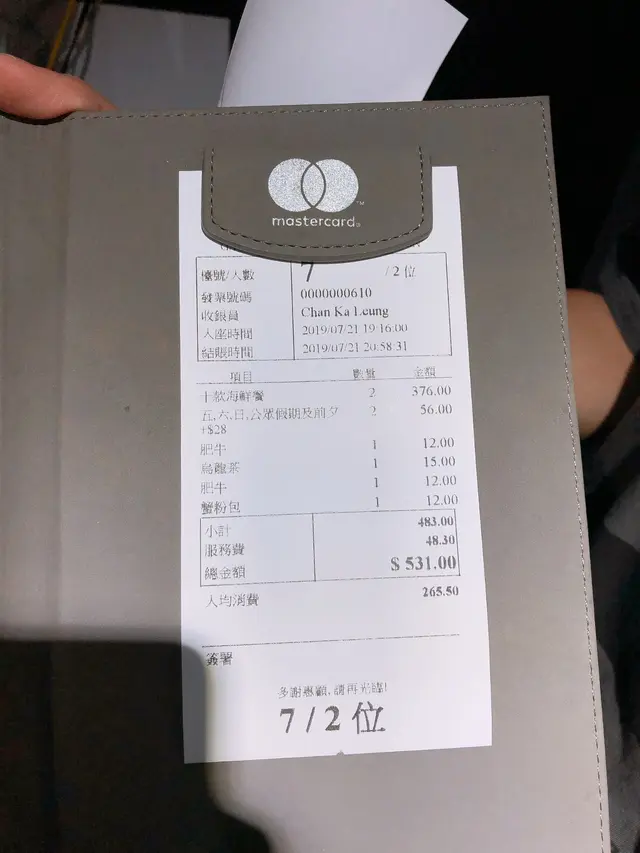 mastercard
檯號/人數 7 / 2 位
發票號碼 0000000610
收銀員 Chan Ka Leung
入座時間 2019/07/21 19:16:00
結賬時間 2019/07/21 20:58:31
項目 數量 金額
十款海鮮餐 2 376.00
五,六,日,公眾假期及前夕 2 56.00
+$28
肥牛 1 12.00
烏龍茶 1 15.00
肥牛 1 12.00
蟹粉包 1 12.00
小計 483.00
服務費 48.30
總金額 $ 531.00
人均消費 265.50
簽署
多謝惠顧,請再光臨!
7 / 2 位